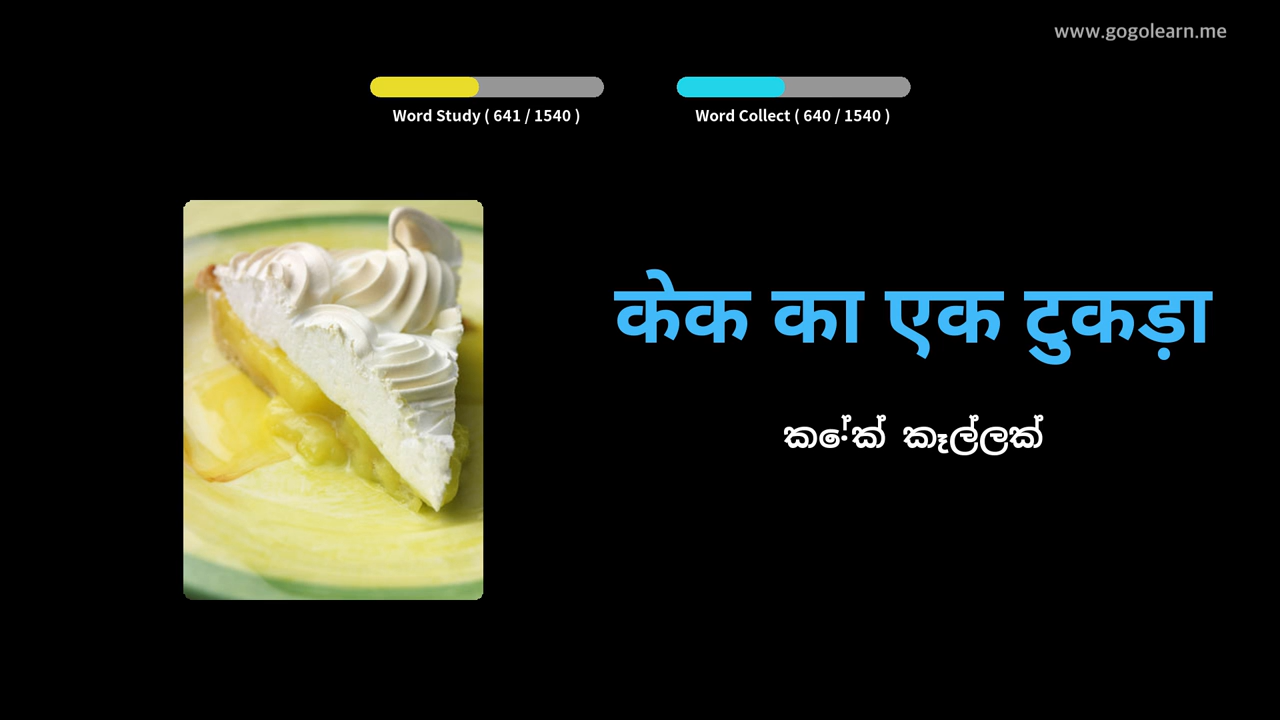 www.gogolearn.me
Word Study ( 641 / 1540 )
Word Collect ( 640 / 1540 )
केक का एक टुकड़ा
කේක් කෑල්ලක්